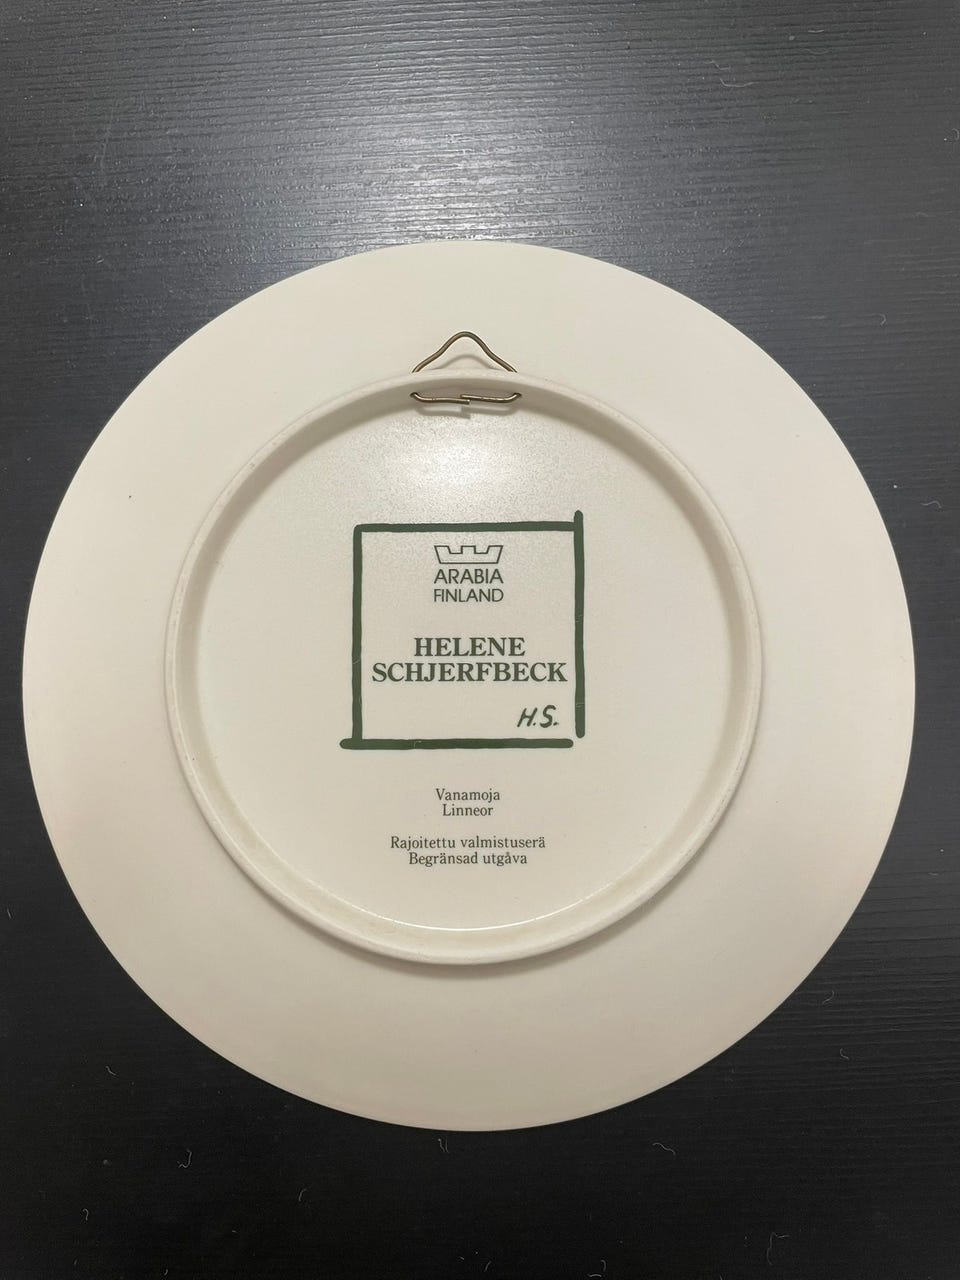 ARABIA
FINLAND
HELENE
SCHJERFBECK
H.S.
Vanamoja
Linneor
Rajoitettu valmistuserä
Begränsad utgåva